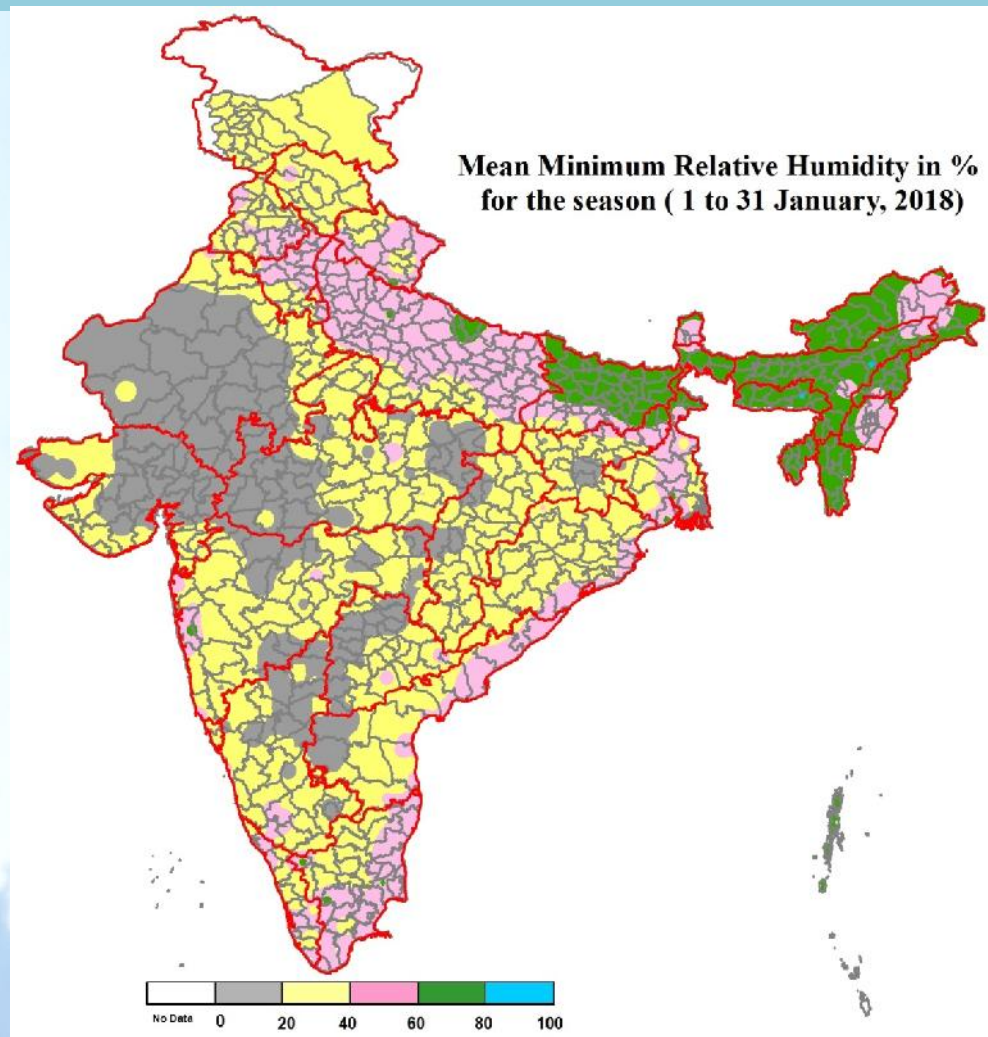 Mean Minimum Relative Humidity in %
for the season ( 1 to 31 January, 2018)
No Data 0 20 40 60 80 100